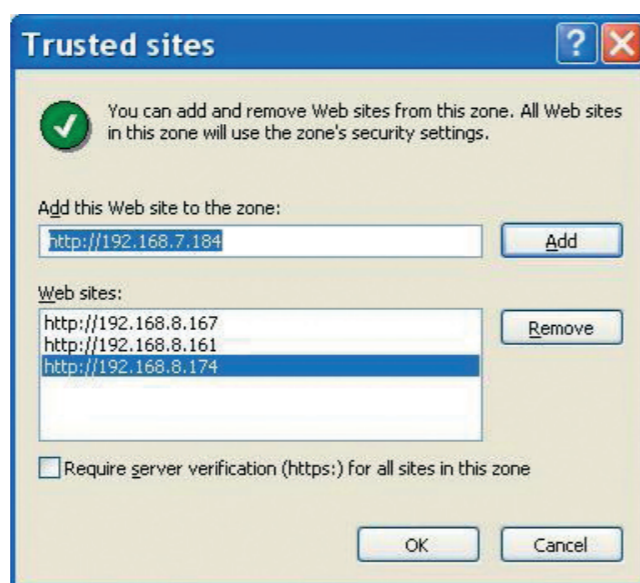 Trusted sites
You can add and remove Web sites from this zone. All Web sites
in this zone will use the zone's security settings.
Add this Web site to the zone:
http://192.168.7.184
Add
Web sites:
http://192.168.8.167
http://192.168.8.161
http://192.168.8.174
Remove
Require server verification (https:) for all sites in this zone
OK
Cancel